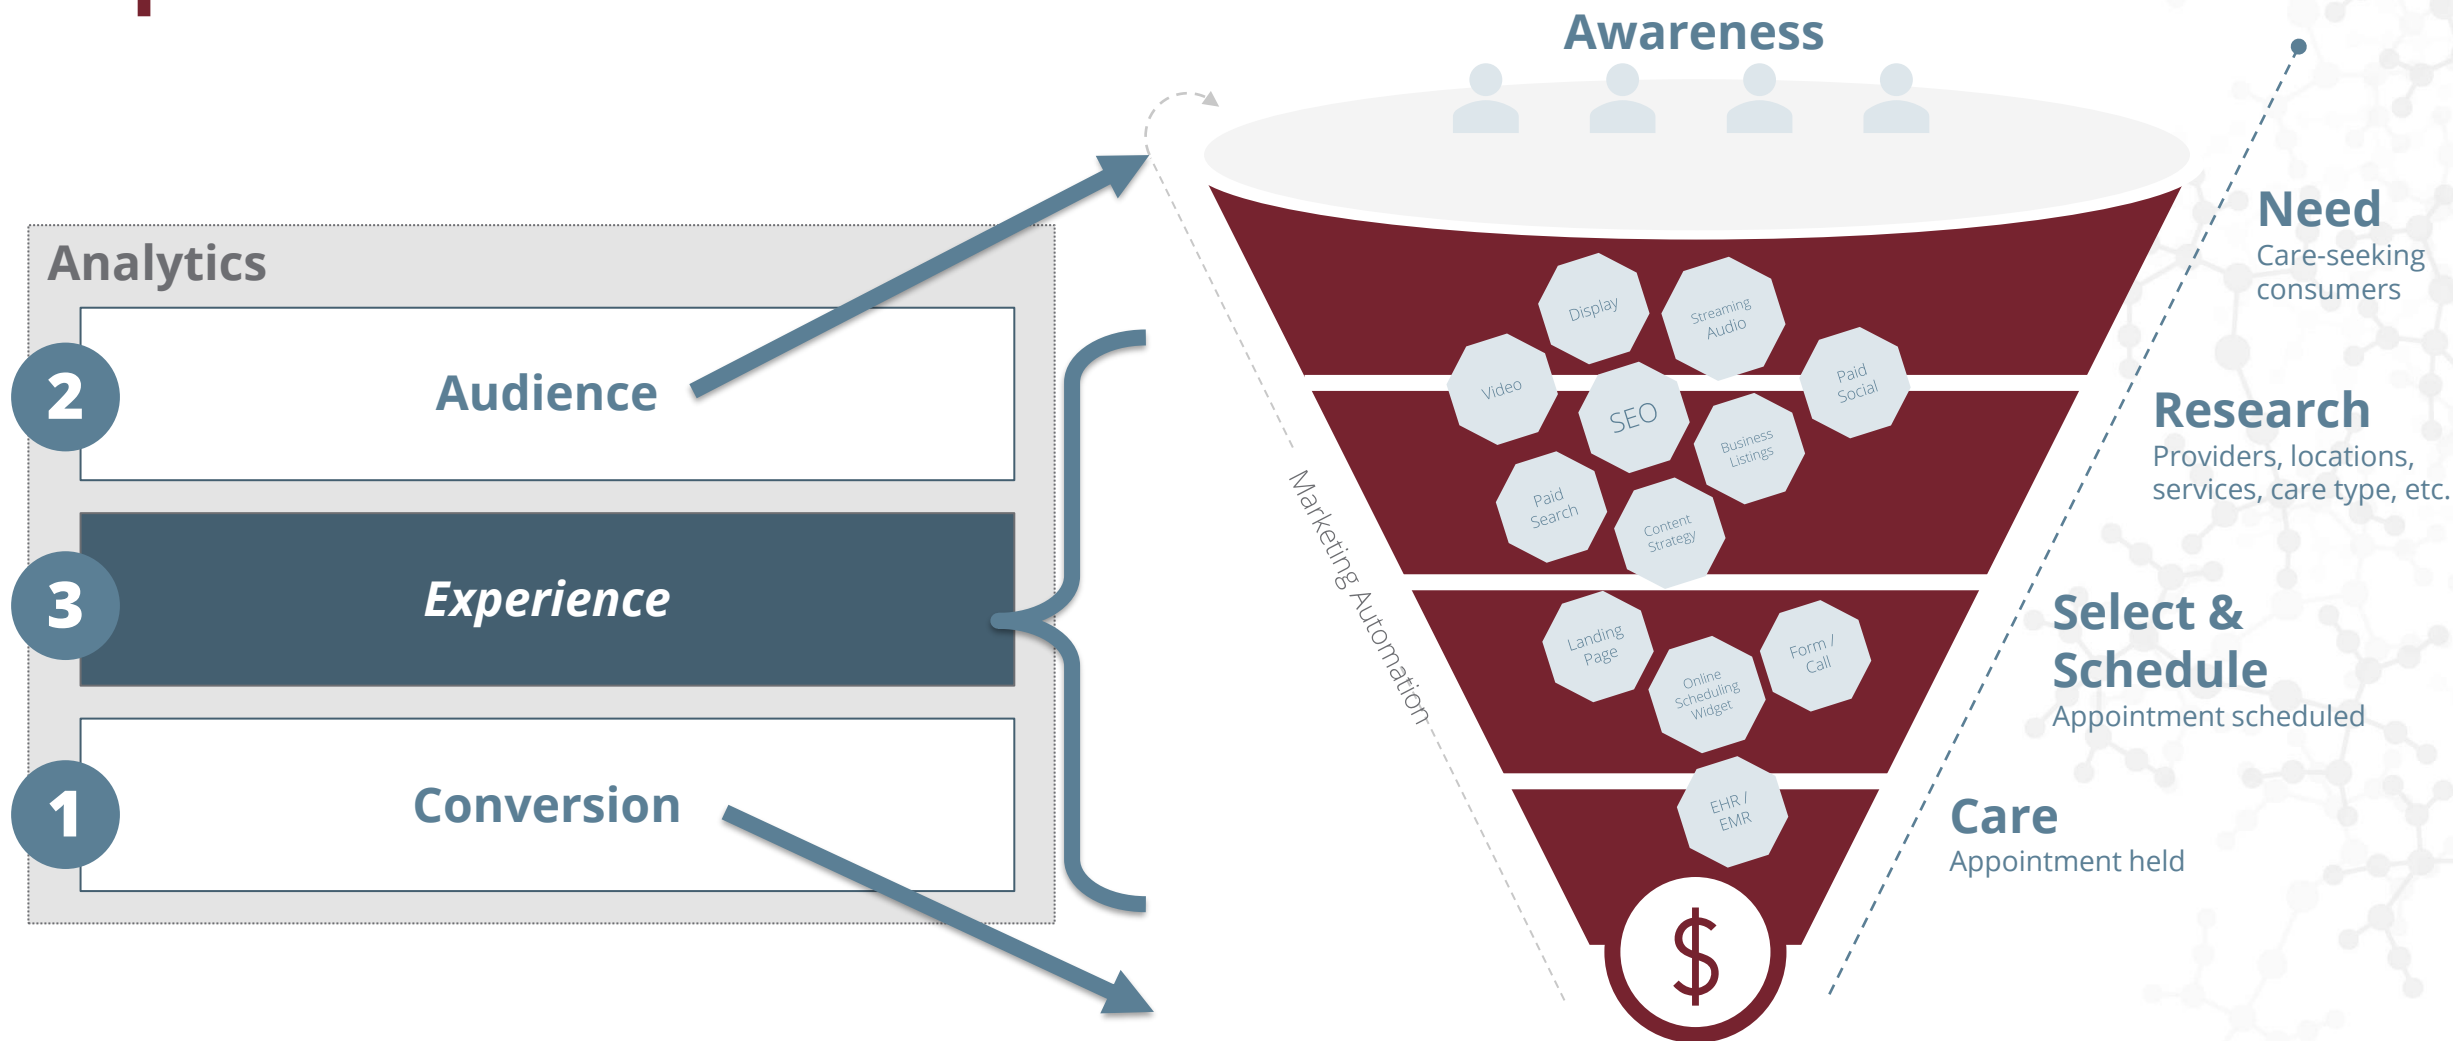 Analytics
2
Audience
3
Experience
1
Conversion
Awareness
Marketing Automation
Display
Streaming
Audio
Video
SEO
Paid
Social
Business
Listings
Paid
Search
Content
Strategy
Landing
Page
Online
Scheduling
Widget
Form /
Call
EHR /
EMR
$
Need
Care-seeking
consumers
Research
Providers, locations,
services, care type, etc.
Select &
Schedule
Appointment scheduled
Care
Appointment held